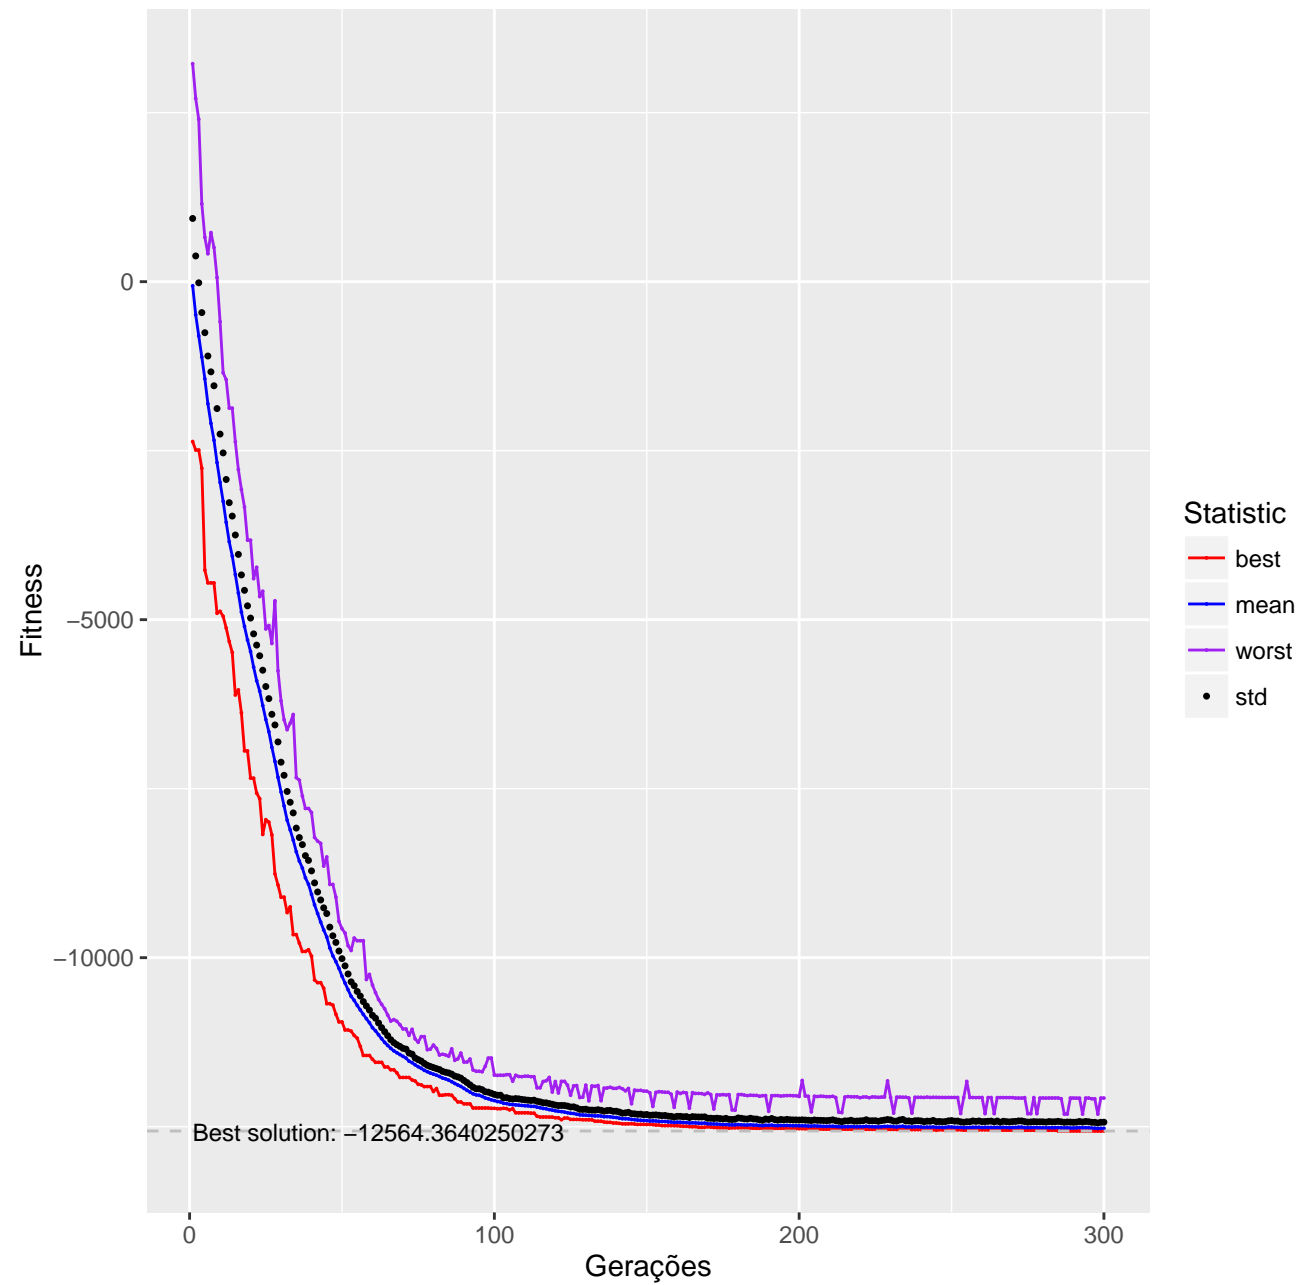 Fitness
0
−5000
−10000
Best solution: −12564.3640250273
0
100
200
300
Gerações
Statistic
best
mean
worst
std